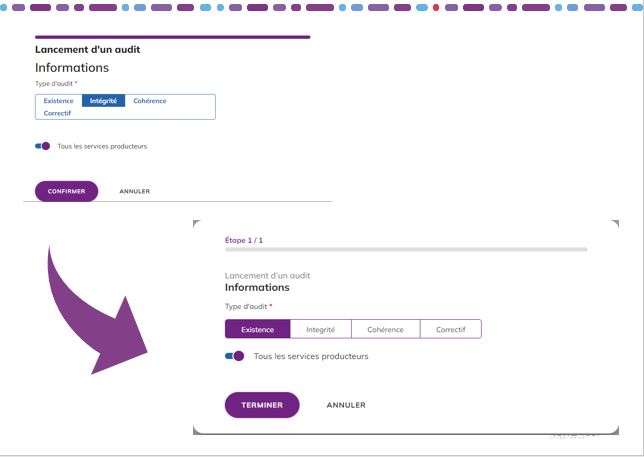 Lancement d'un audit
Informations
Type d'audit *
Existence Intégrité Cohérence
Correctif
Tous les services producteurs
CONFIRMER ANNULER
Étape 1 / 1
Lancement d'un audit
Informations
Type d'audit *
Existence Integrité Cohérence Correctif
Tous les services producteurs
TERMINER ANNULER